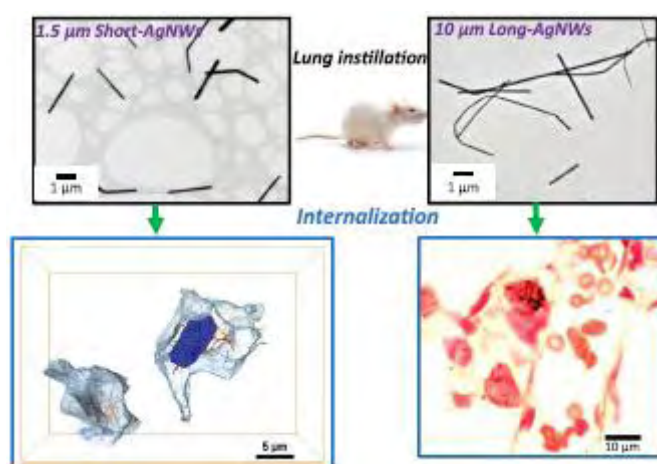 1.5 µm Short-AgNWs
Lung instillation
10 µm Long-AgNWs
1 µm
1 µm
Internalization
5 µm
10 µm